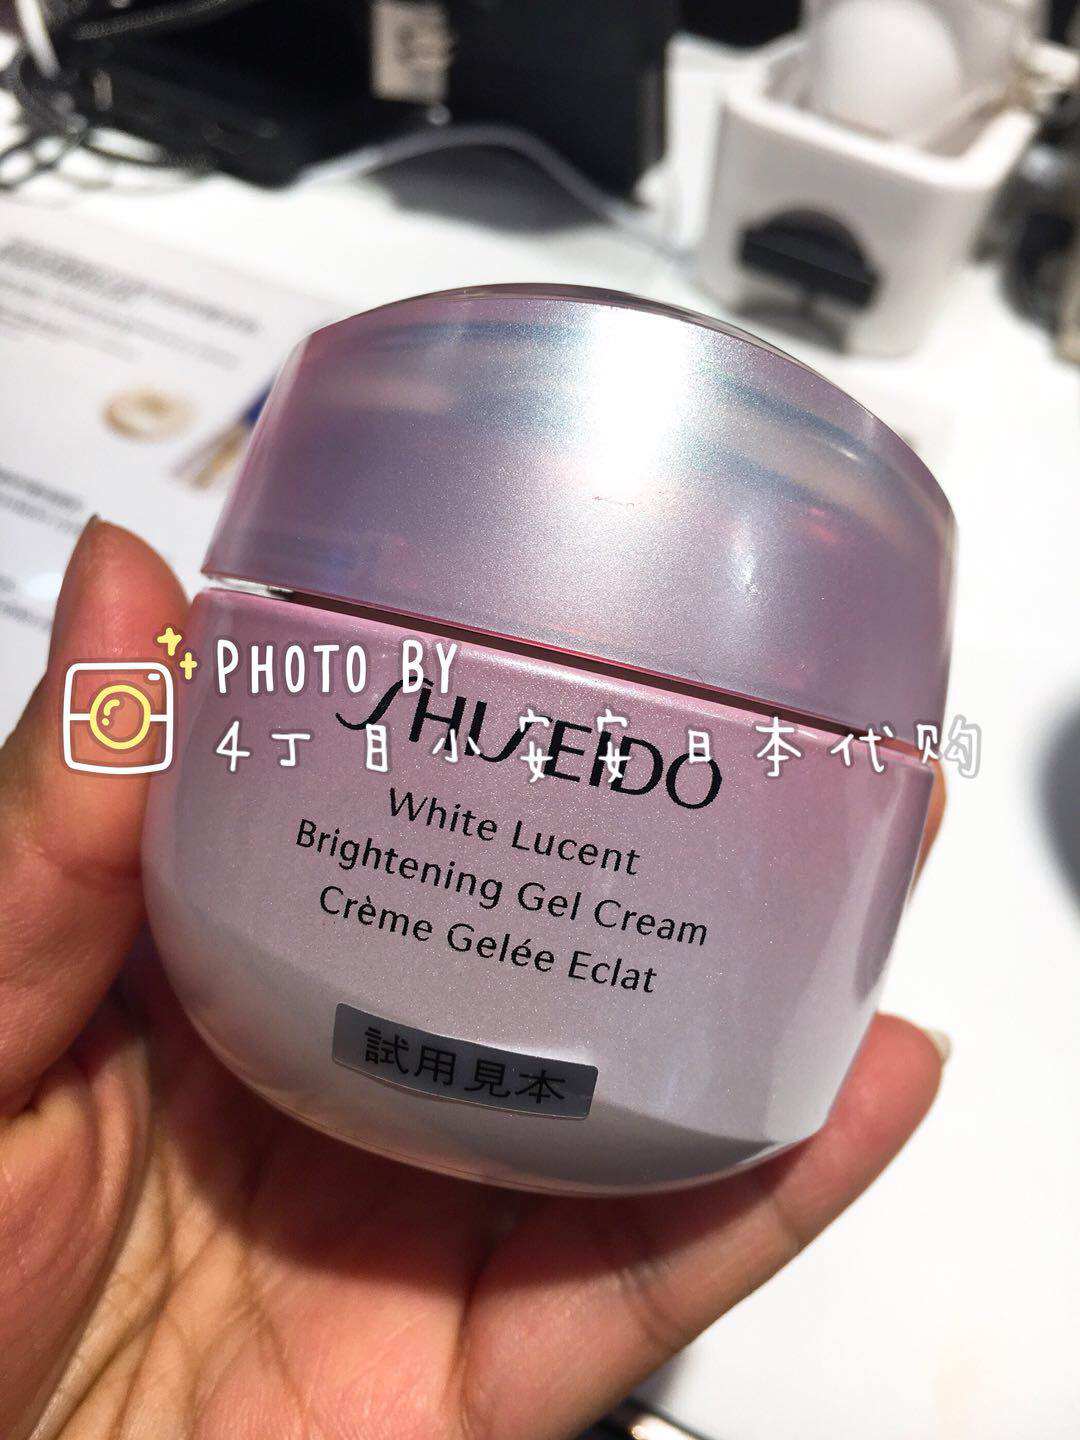 PHOTO BY
4丁目小安安日本代购
SHISEIDO
White Lucent
Brightening Gel Cream
Crème Gelée Eclat
試用見本